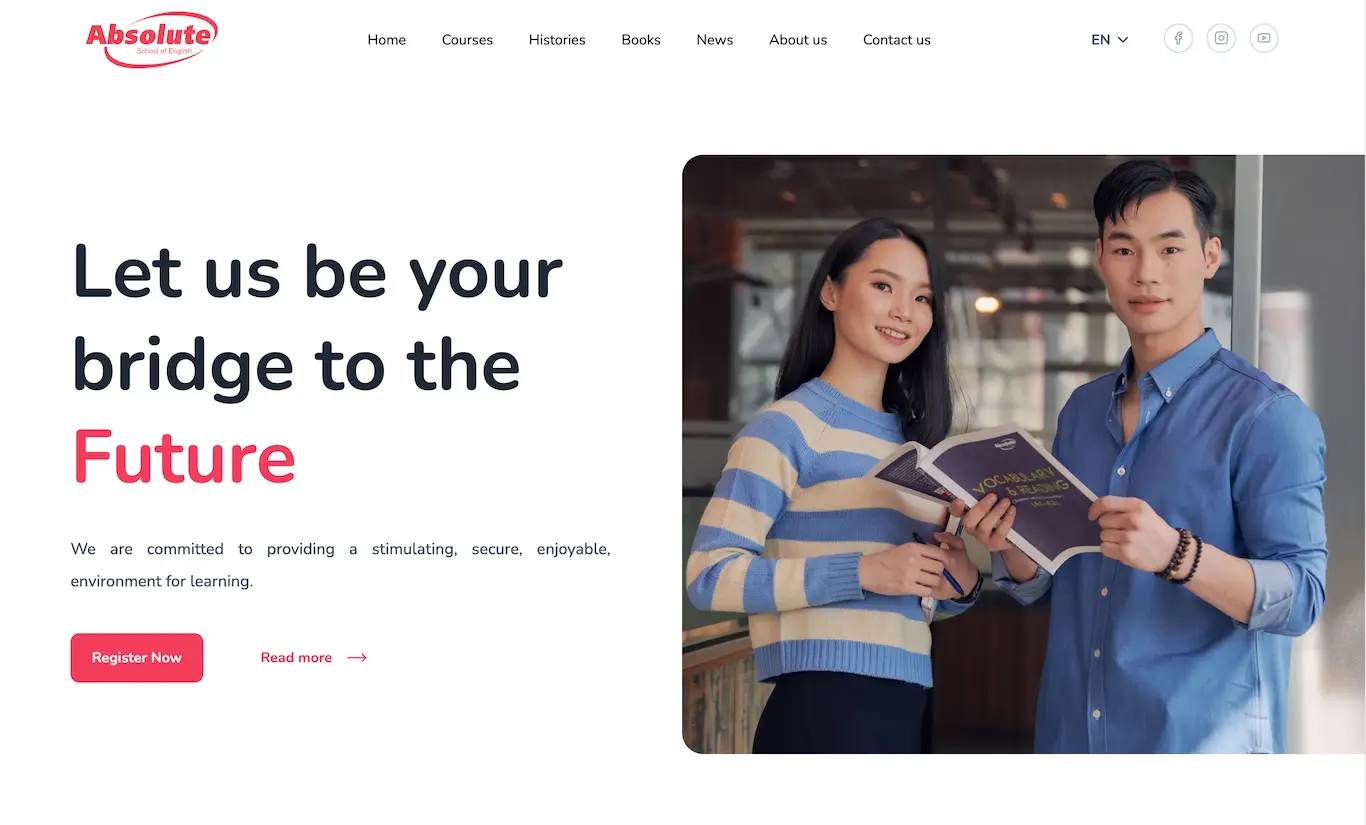 Absolute
School of English
Home
Courses
Histories
Books
News
About us
Contact us
EN
Let us be your
bridge to the
Future
We are committed to providing a stimulating, secure, enjoyable,
environment for learning.
Register Now
Read more
Absolute
VOCABULARY
& READING